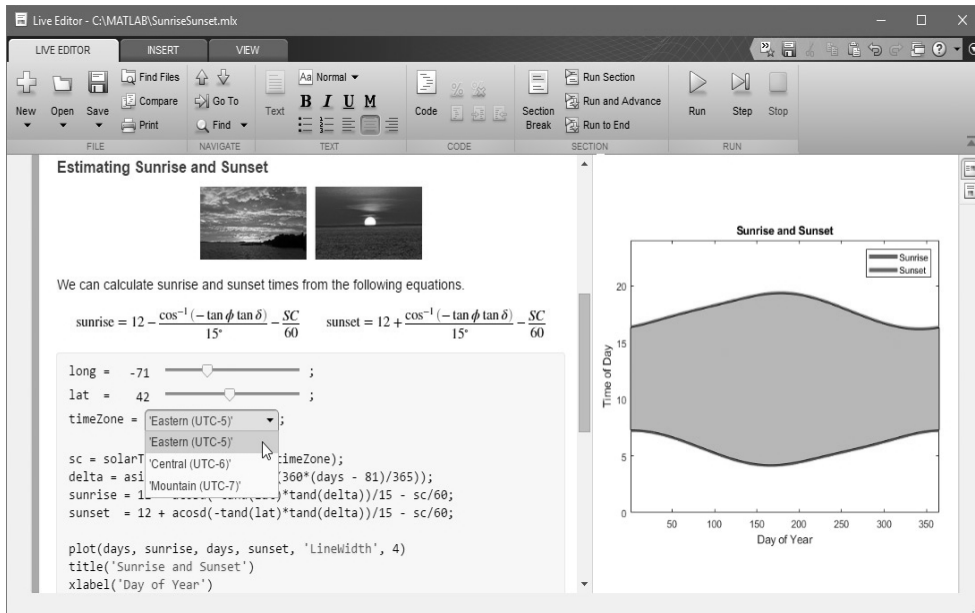 Live Editor - C:\MATLAB\SunriseSunset.mlx
LIVE EDITOR INSERT VIEW
New Open Save Find Files Compare Print
FILE
Go To Find
NAVIGATE
Text Aa Normal B I U M
TEXT
Code
CODE
Section Break Run Section Run and Advance Run to End
SECTION
Run Step Stop
RUN
Estimating Sunrise and Sunset
We can calculate sunrise and sunset times from the following equations.
sunrise = 12 − cos⁻¹(− tan ϕ tan δ)/15° − SC/60 sunset = 12 + cos⁻¹(− tan ϕ tan δ)/15° − SC/60
long = -71 ;
lat = 42 ;
timeZone = 'Eastern (UTC-5)' ;
'Eastern (UTC-5)'
'Central (UTC-6)'
'Mountain (UTC-7)'
sc = solarT timeZone);
delta = asi (360*(days - 81)/365));
sunrise = 12 - acosd(-tand(lat)*tand(delta))/15 - sc/60;
sunset = 12 + acosd(-tand(lat)*tand(delta))/15 - sc/60;
plot(days, sunrise, days, sunset, 'LineWidth', 4)
title('Sunrise and Sunset')
xlabel('Day of Year')
Sunrise and Sunset
Sunrise
Sunset
Time of Day
20
15
10
5
0
50 100 150 200 250 300 350
Day of Year